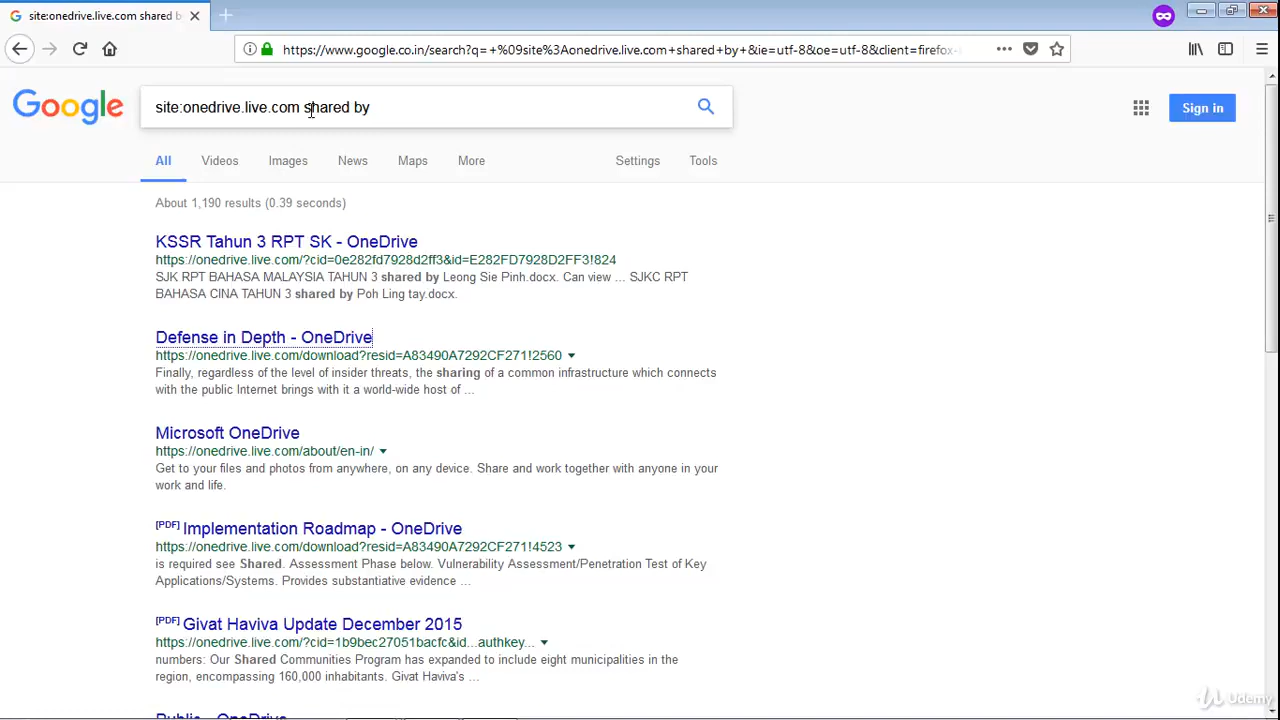 site:onedrive.live.com shared b
https://www.google.co.in/search?q= +%09site%3Aonedrive.live.com+shared+by+&ie=utf-8&oe=utf-8&client=firefox-
Google
site:onedrive.live.com shared by
Sign in
All Videos Images News Maps More Settings Tools
About 1,190 results (0.39 seconds)
KSSR Tahun 3 RPT SK - OneDrive
https://onedrive.live.com/?cid=0e282fd7928d2ff3&id=E282FD7928D2FF3!824
SJK RPT BAHASA MALAYSIA TAHUN 3 shared by Leong Sie Pinh.docx. Can view ... SJKC RPT
BAHASA CINA TAHUN 3 shared by Poh Ling tay.docx.
Defense in Depth - OneDrive
https://onedrive.live.com/download?resid=A83490A7292CF271!2560
Finally, regardless of the level of insider threats, the sharing of a common infrastructure which connects
with the public Internet brings with it a world-wide host of ...
Microsoft OneDrive
https://onedrive.live.com/about/en-in/
Get to your files and photos from anywhere, on any device. Share and work together with anyone in your
work and life.
[PDF] Implementation Roadmap - OneDrive
https://onedrive.live.com/download?resid=A83490A7292CF271!4523
is required see Shared. Assessment Phase below. Vulnerability Assessment/Penetration Test of Key
Applications/Systems. Provides substantiative evidence ...
[PDF] Givat Haviva Update December 2015
https://onedrive.live.com/?cid=1b9bec27051bacfc&id...authkey...
numbers: Our Shared Communities Program has expanded to include eight municipalities in the
region, encompassing 160,000 inhabitants. Givat Haviva's ...
Public - OneDrive
Udemy